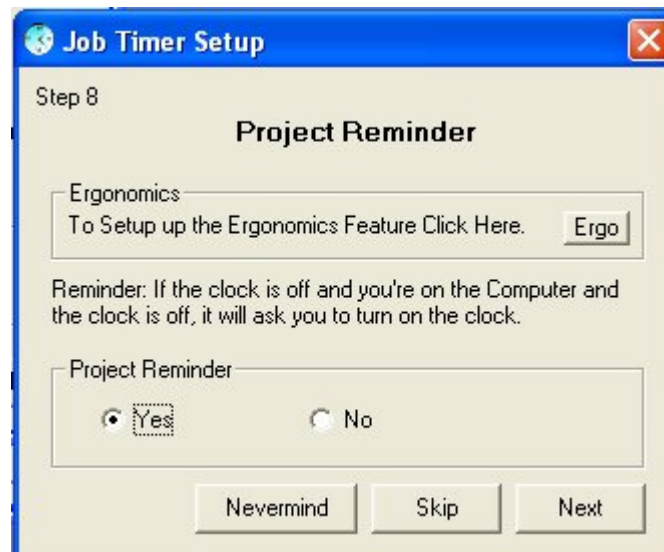 Job Timer Setup
Step 8
Project Reminder
Ergonomics
To Setup up the Ergonomics Feature Click Here.
Ergo
Reminder: If the clock is off and you're on the Computer and
the clock is off, it will ask you to turn on the clock.
Project Reminder
Yes No
Nevermind Skip Next